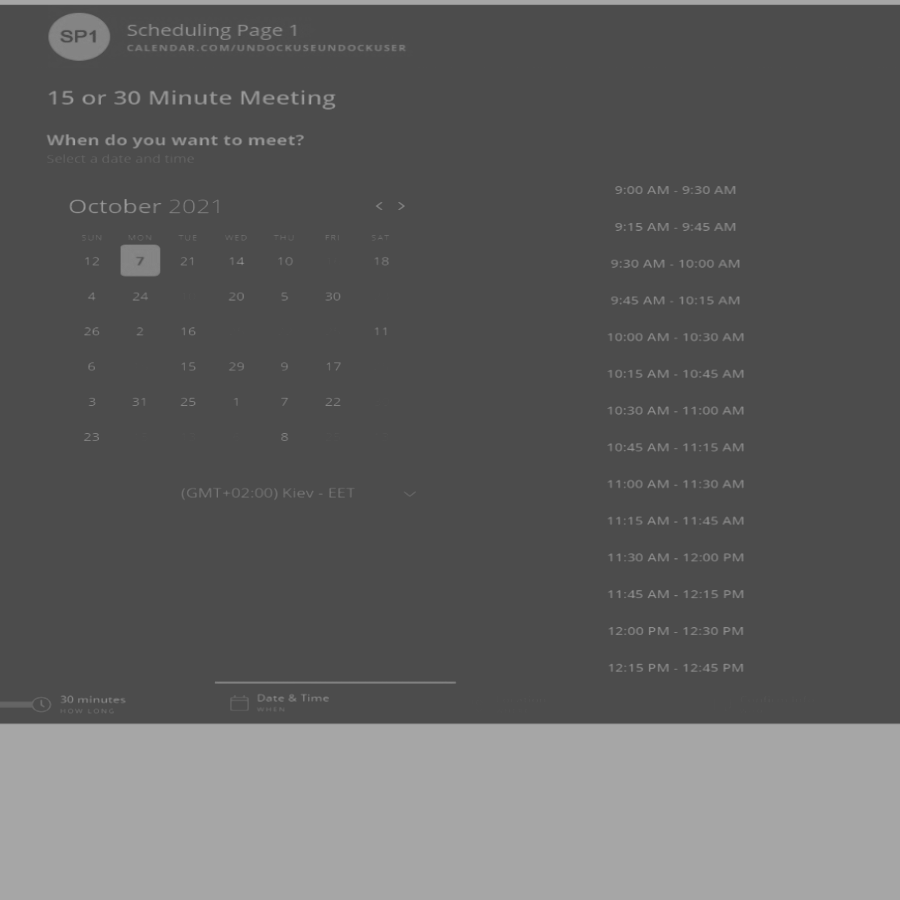 SP1
Scheduling Page 1
CALENDAR.COM/UNDOCKUSEUNDOCKUSER
15 or 30 Minute Meeting
When do you want to meet?
Select a date and time
October 2021 < >
SUN MON TUE WED THU FRI SAT
12 7 21 14 10 18
4 24 20 5 30
26 2 16 11
6 15 29 9 17
3 31 25 1 7 22
23 8
(GMT+02:00) Kiev - EET
9:00 AM - 9:30 AM
9:15 AM - 9:45 AM
9:30 AM - 10:00 AM
9:45 AM - 10:15 AM
10:00 AM - 10:30 AM
10:15 AM - 10:45 AM
10:30 AM - 11:00 AM
10:45 AM - 11:15 AM
11:00 AM - 11:30 AM
11:15 AM - 11:45 AM
11:30 AM - 12:00 PM
11:45 AM - 12:15 PM
12:00 PM - 12:30 PM
12:15 PM - 12:45 PM
30 minutes
HOW LONG
Date & Time
WHEN